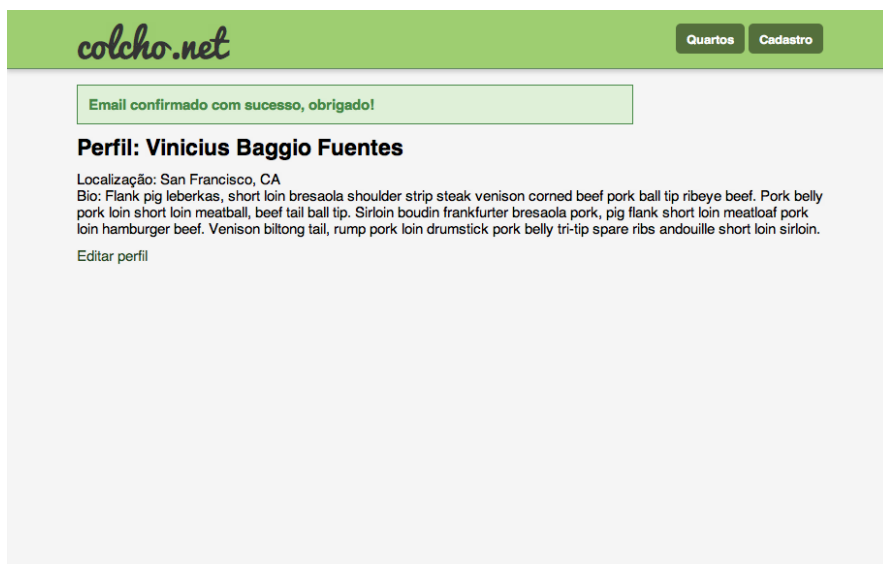 colcho.net
Quartos Cadastro
Email confirmado com sucesso, obrigado!
Perfil: Vinicius Baggio Fuentes
Localização: San Francisco, CA
Bio: Flank pig leberkas, short loin bresaola shoulder strip steak venison corned beef pork ball tip ribeye beef. Pork belly
pork loin short loin meatball, beef tail ball tip. Sirloin boudin frankfurter bresaola pork, pig flank short loin meatloaf pork
loin hamburger beef. Venison biltong tail, rump pork loin drumstick pork belly tri-tip spare ribs andouille short loin sirloin.
Editar perfil